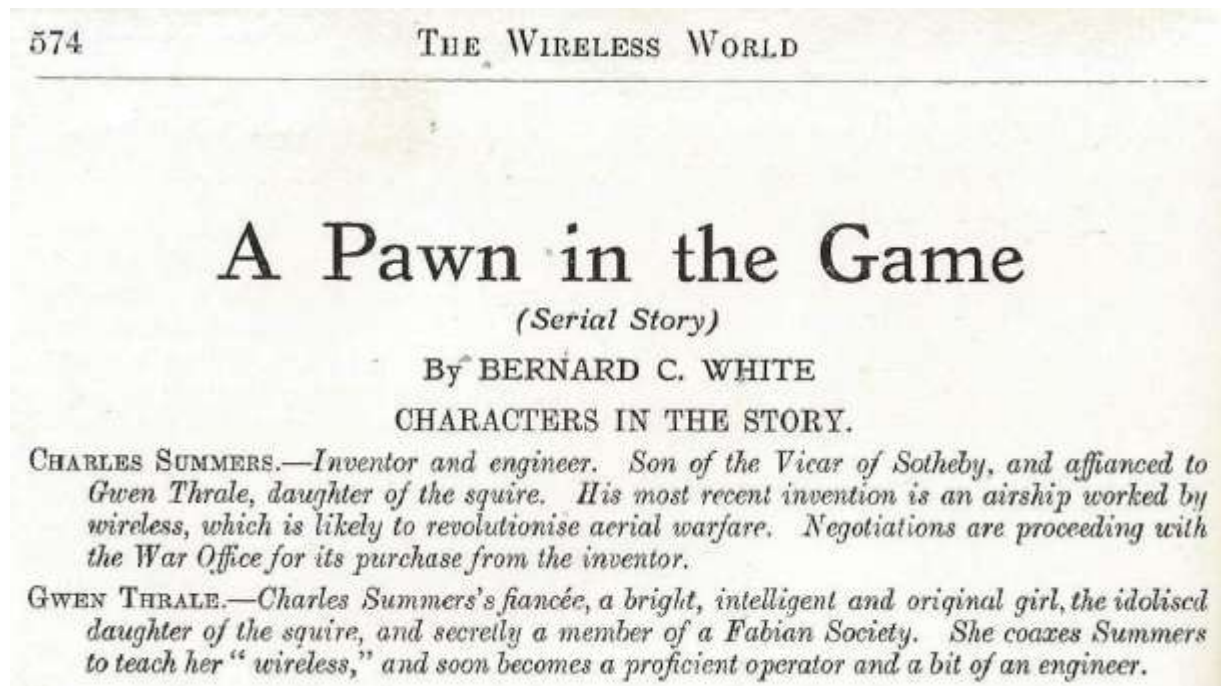 574 THE WIRELESS WORLD
A Pawn in the Game
(Serial Story)
By BERNARD C. WHITE
CHARACTERS IN THE STORY.
CHARLES SUMMERS.—Inventor and engineer. Son of the Vicar of Sotheby, and affianced to
Gwen Thrale, daughter of the squire. His most recent invention is an airship worked by
wireless, which is likely to revolutionise aerial warfare. Negotiations are proceeding with
the War Office for its purchase from the inventor.
GWEN THRALE.—Charles Summers's fiancée, a bright, intelligent and original girl, the idolised
daughter of the squire, and secretly a member of a Fabian Society. She coaxes Summers
to teach her “ wireless,” and soon becomes a proficient operator and a bit of an engineer.